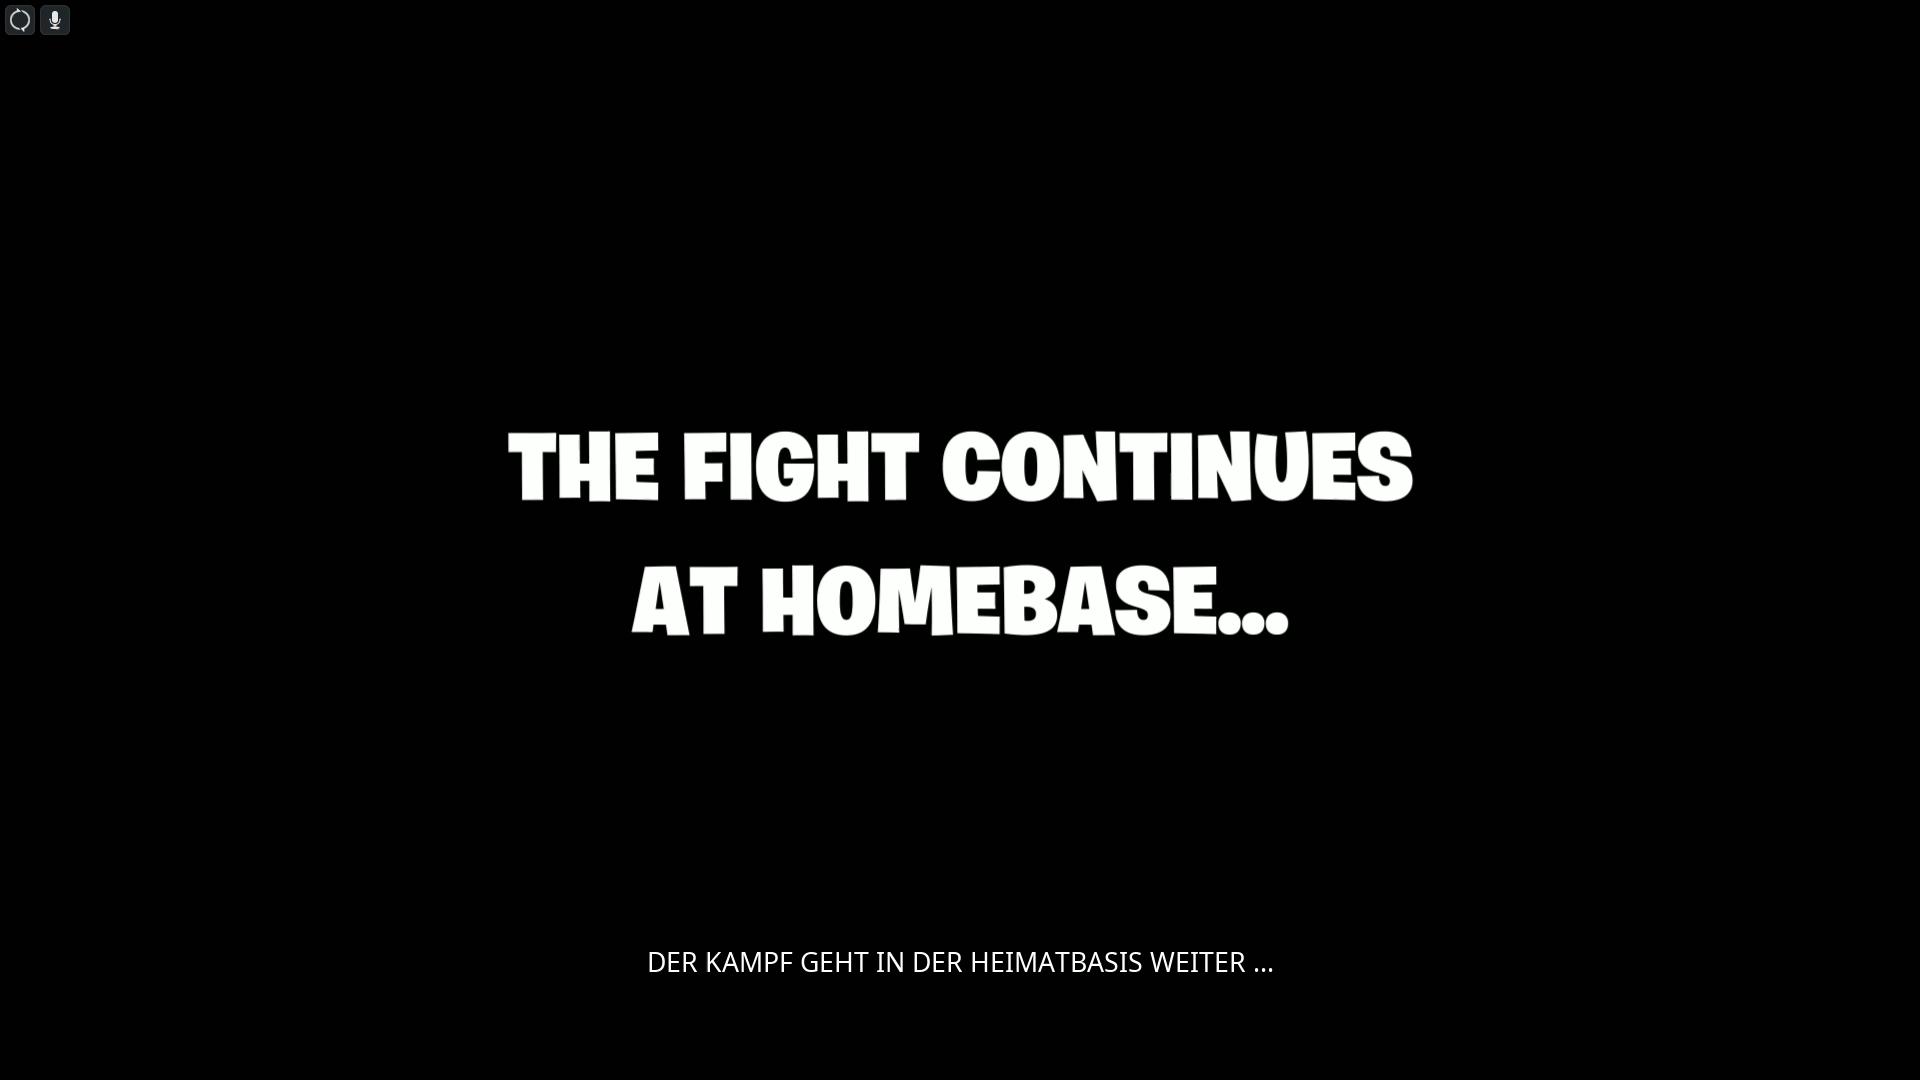 THE FIGHT CONTINUES
AT HOMEBASE...
DER KAMPF GEHT IN DER HEIMATBASIS WEITER ...